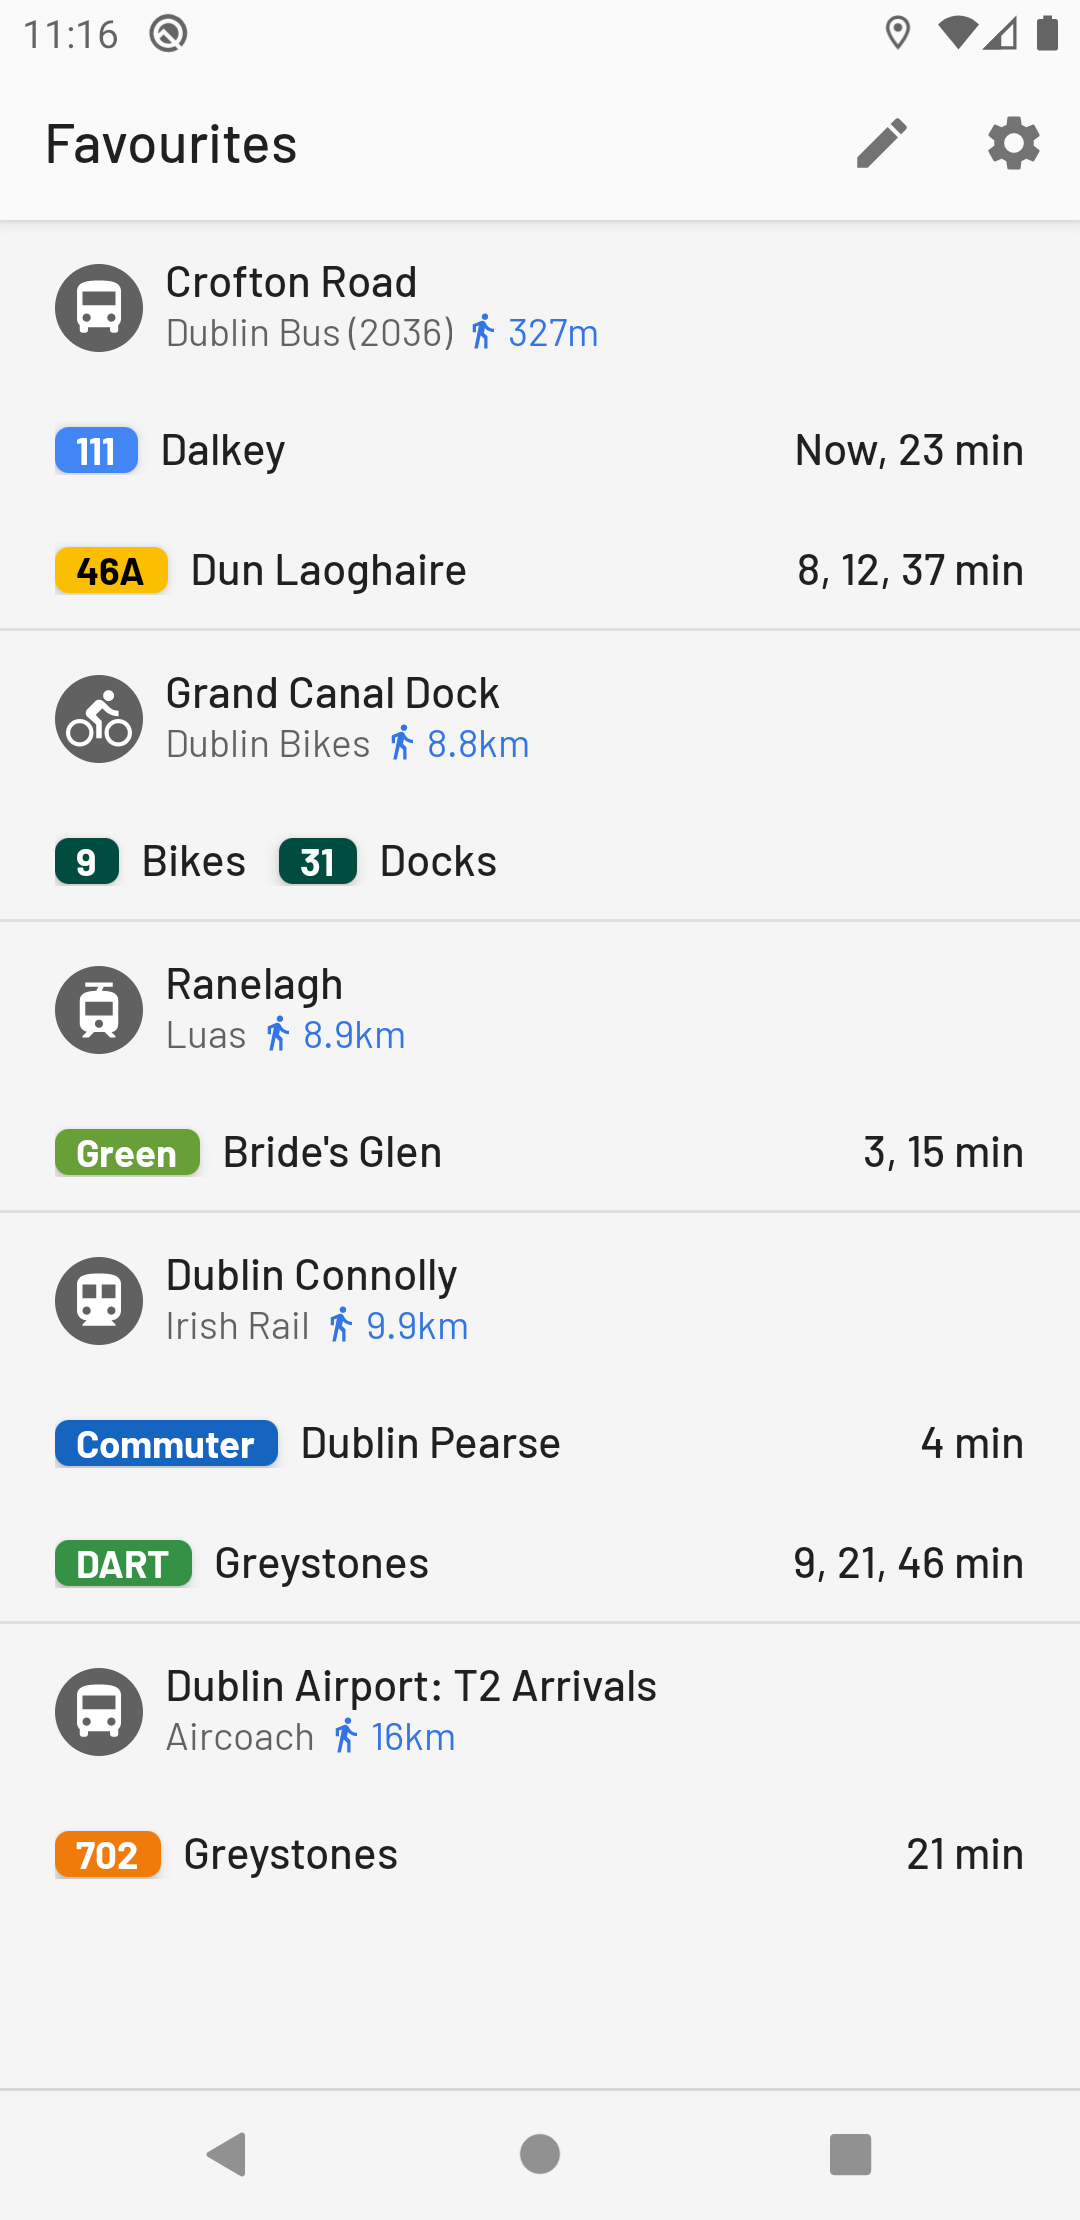 11:16
Favourites
Crofton Road
Dublin Bus (2036) 327m
111 Dalkey Now, 23 min
46A Dun Laoghaire 8, 12, 37 min
Grand Canal Dock
Dublin Bikes 8.8km
9 Bikes 31 Docks
Ranelagh
Luas 8.9km
Green Bride's Glen 3, 15 min
Dublin Connolly
Irish Rail 9.9km
Commuter Dublin Pearse 4 min
DART Greystones 9, 21, 46 min
Dublin Airport: T2 Arrivals
Aircoach 16km
702 Greystones 21 min